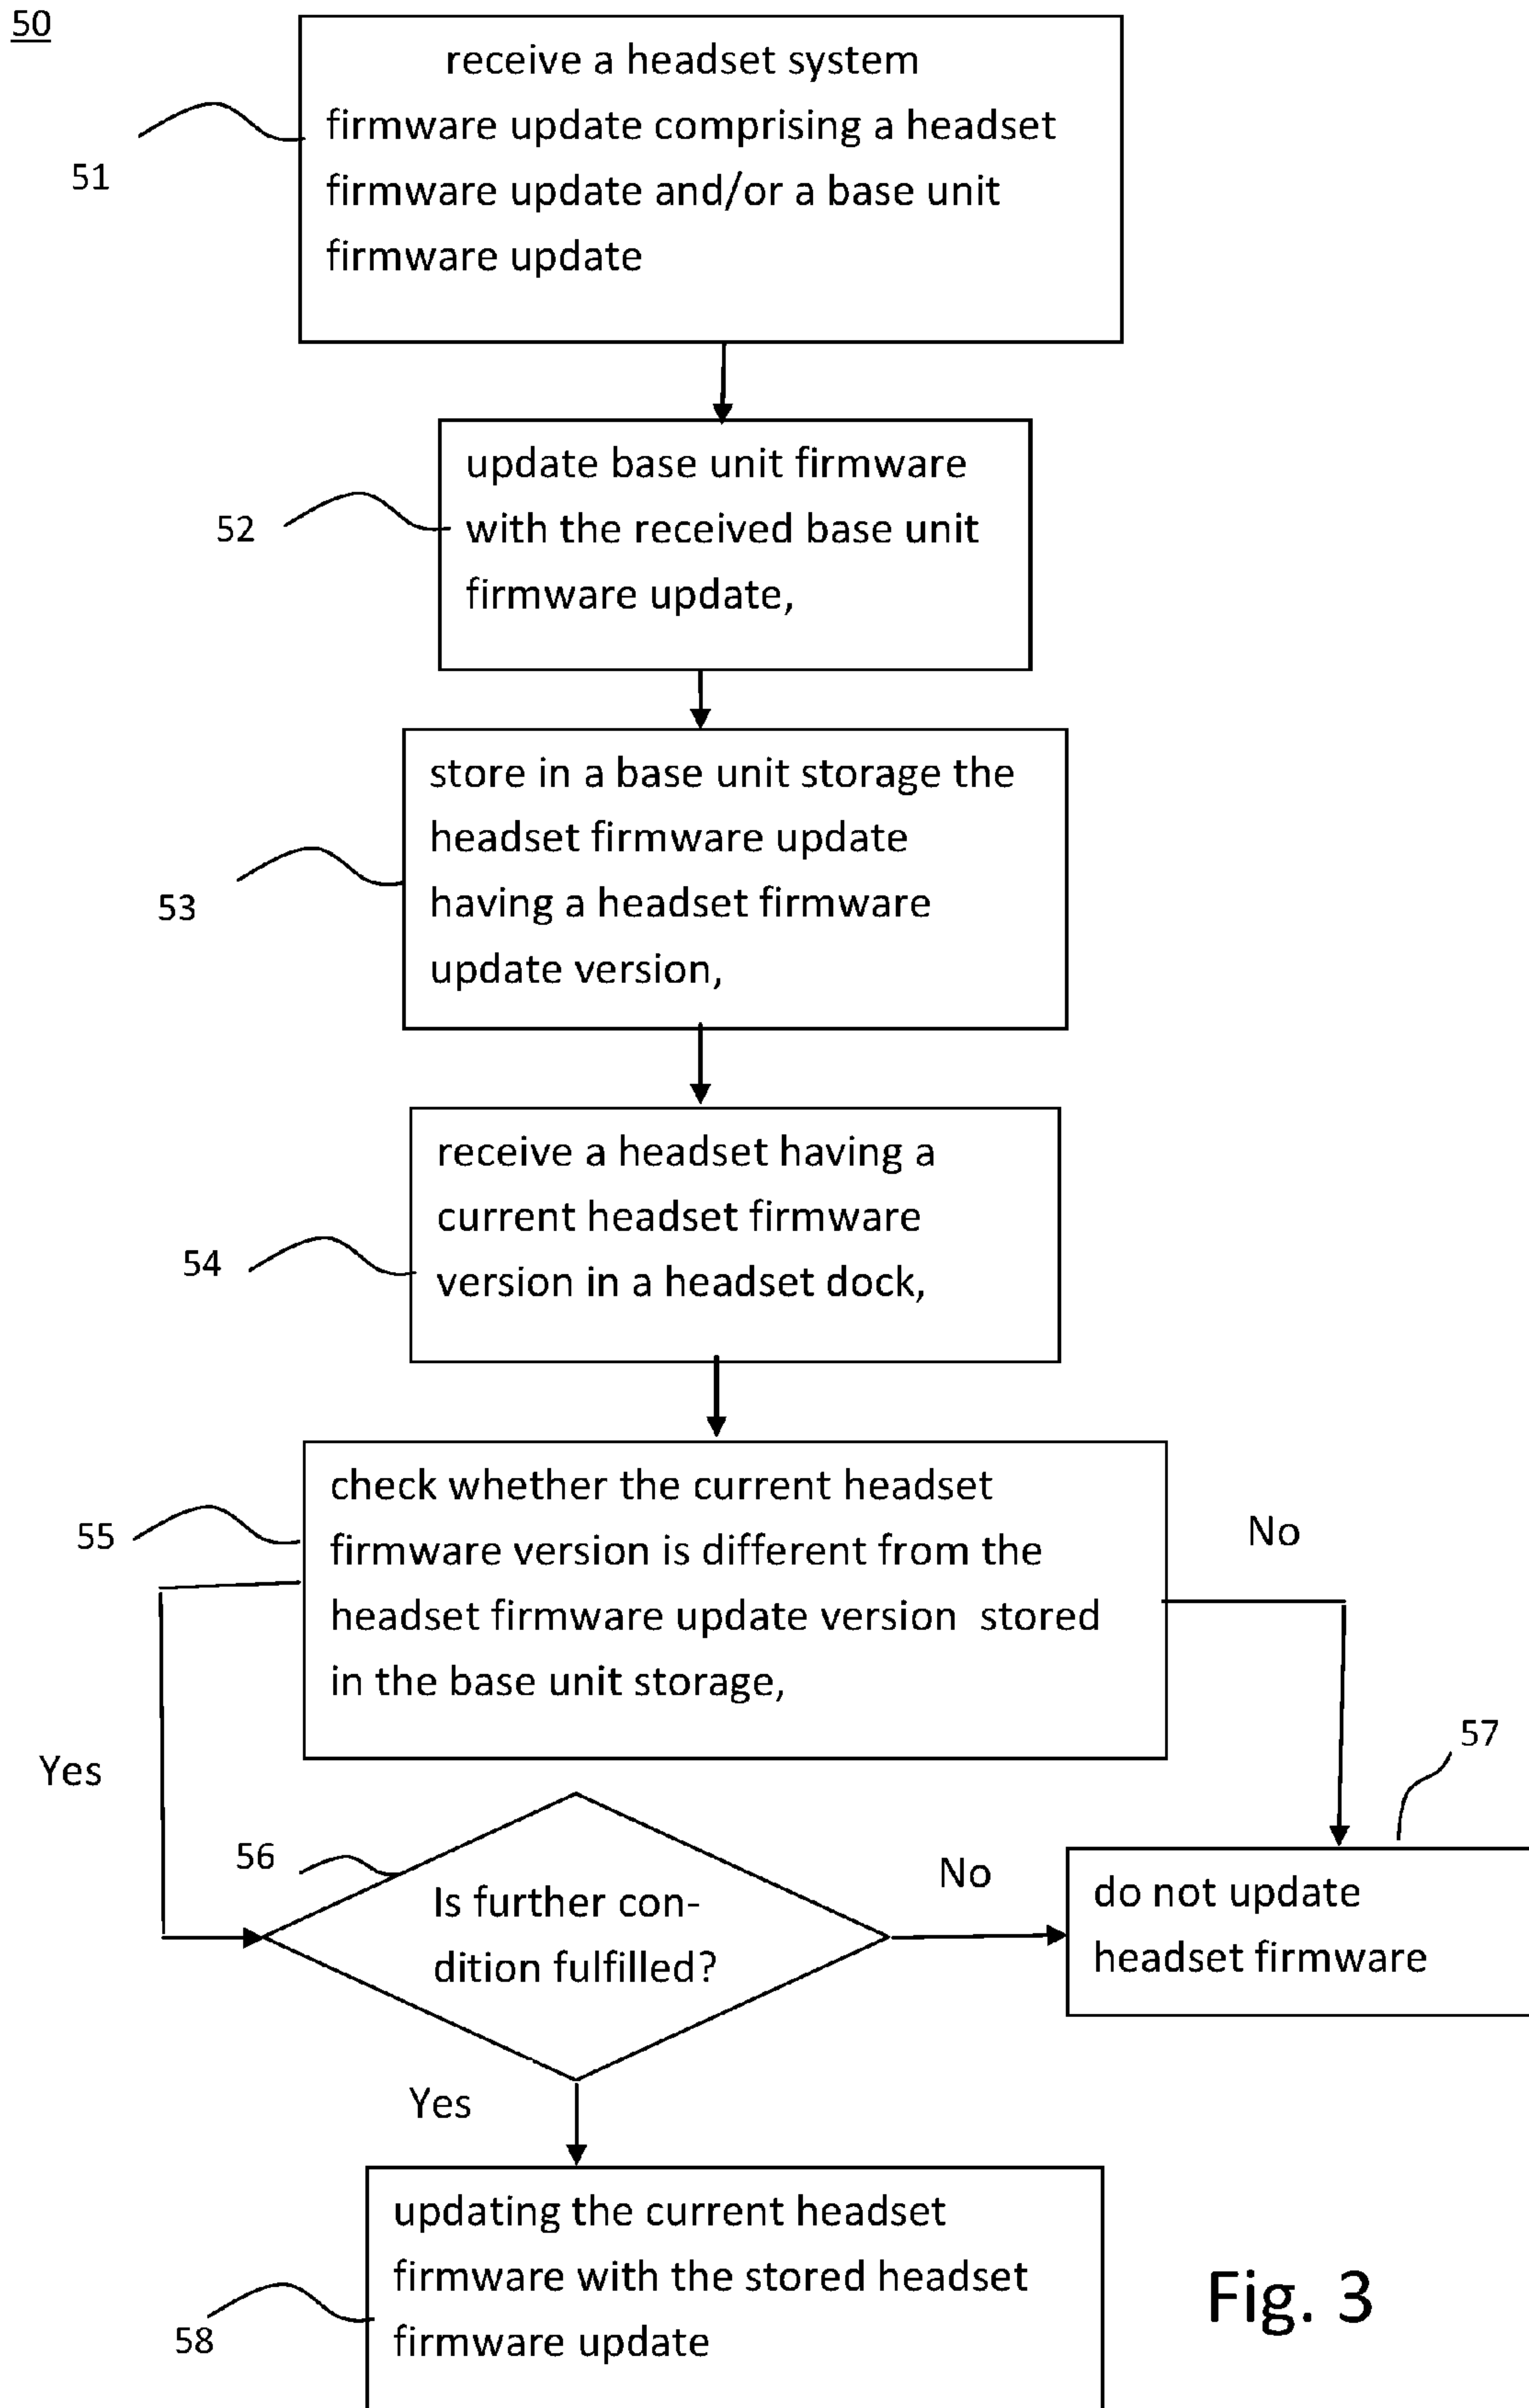 50
receive a headset system
firmware update comprising a headset
firmware update and/or a base unit
firmware update
51
update base unit firmware
with the received base unit
firmware update,
52
store in a base unit storage the
headset firmware update
having a headset firmware
update version,
53
receive a headset having a
current headset firmware
version in a headset dock,
54
check whether the current headset
firmware version is different from the
headset firmware update version stored
in the base unit storage,
55
No
Yes
57
56
Is further con-
dition fulfilled?
No
do not update
headset firmware
Yes
updating the current headset
firmware with the stored headset
firmware update
58
Fig. 3